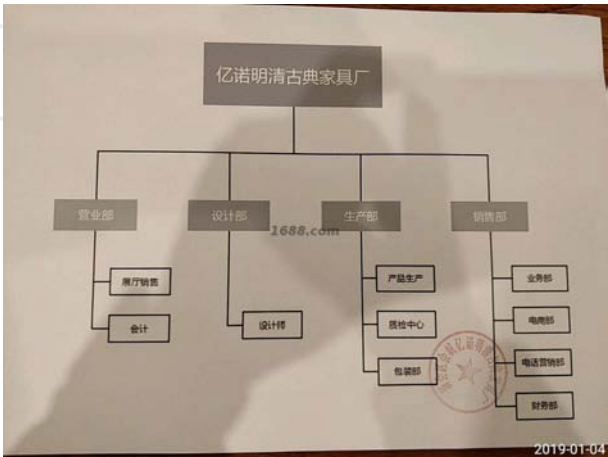 亿诺明清古典家具厂
营业部
设计部
生产部
销售部
1688.com
展厅销售
会计
设计师
产品生产
质检中心
包装部
业务部
电商部
电话营销部
财务部
2019-01-04